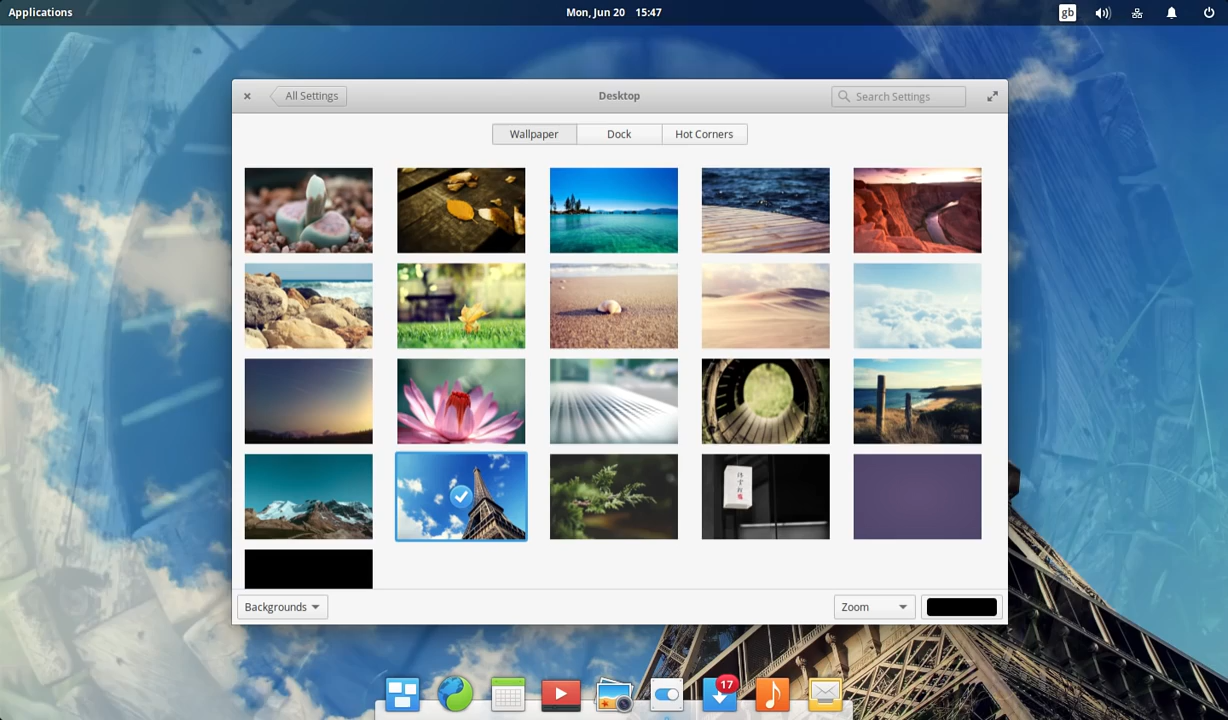 Applications
Mon, Jun 20 15:47
gb
All Settings
Desktop
Search Settings
Wallpaper
Dock
Hot Corners
Backgrounds
Zoom
17